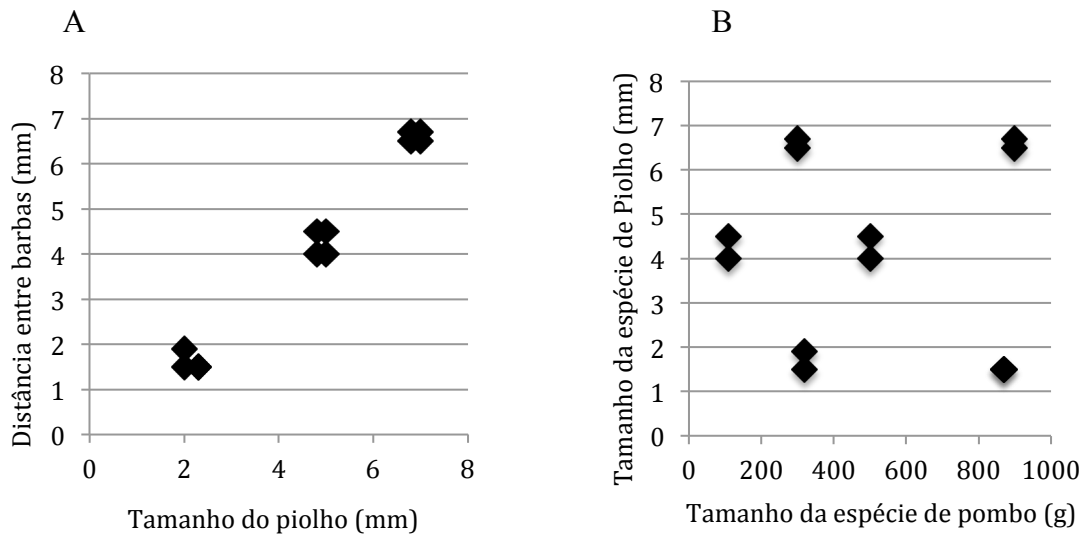 A
Distância entre barbas (mm)
8
7
6
5
4
3
2
1
0
0 2 4 6 8
Tamanho do piolho (mm)
B
Tamanho da espécie de Piolho (mm)
8
7
6
5
4
3
2
1
0
0 200 400 600 800 1000
Tamanho da espécie de pombo (g)